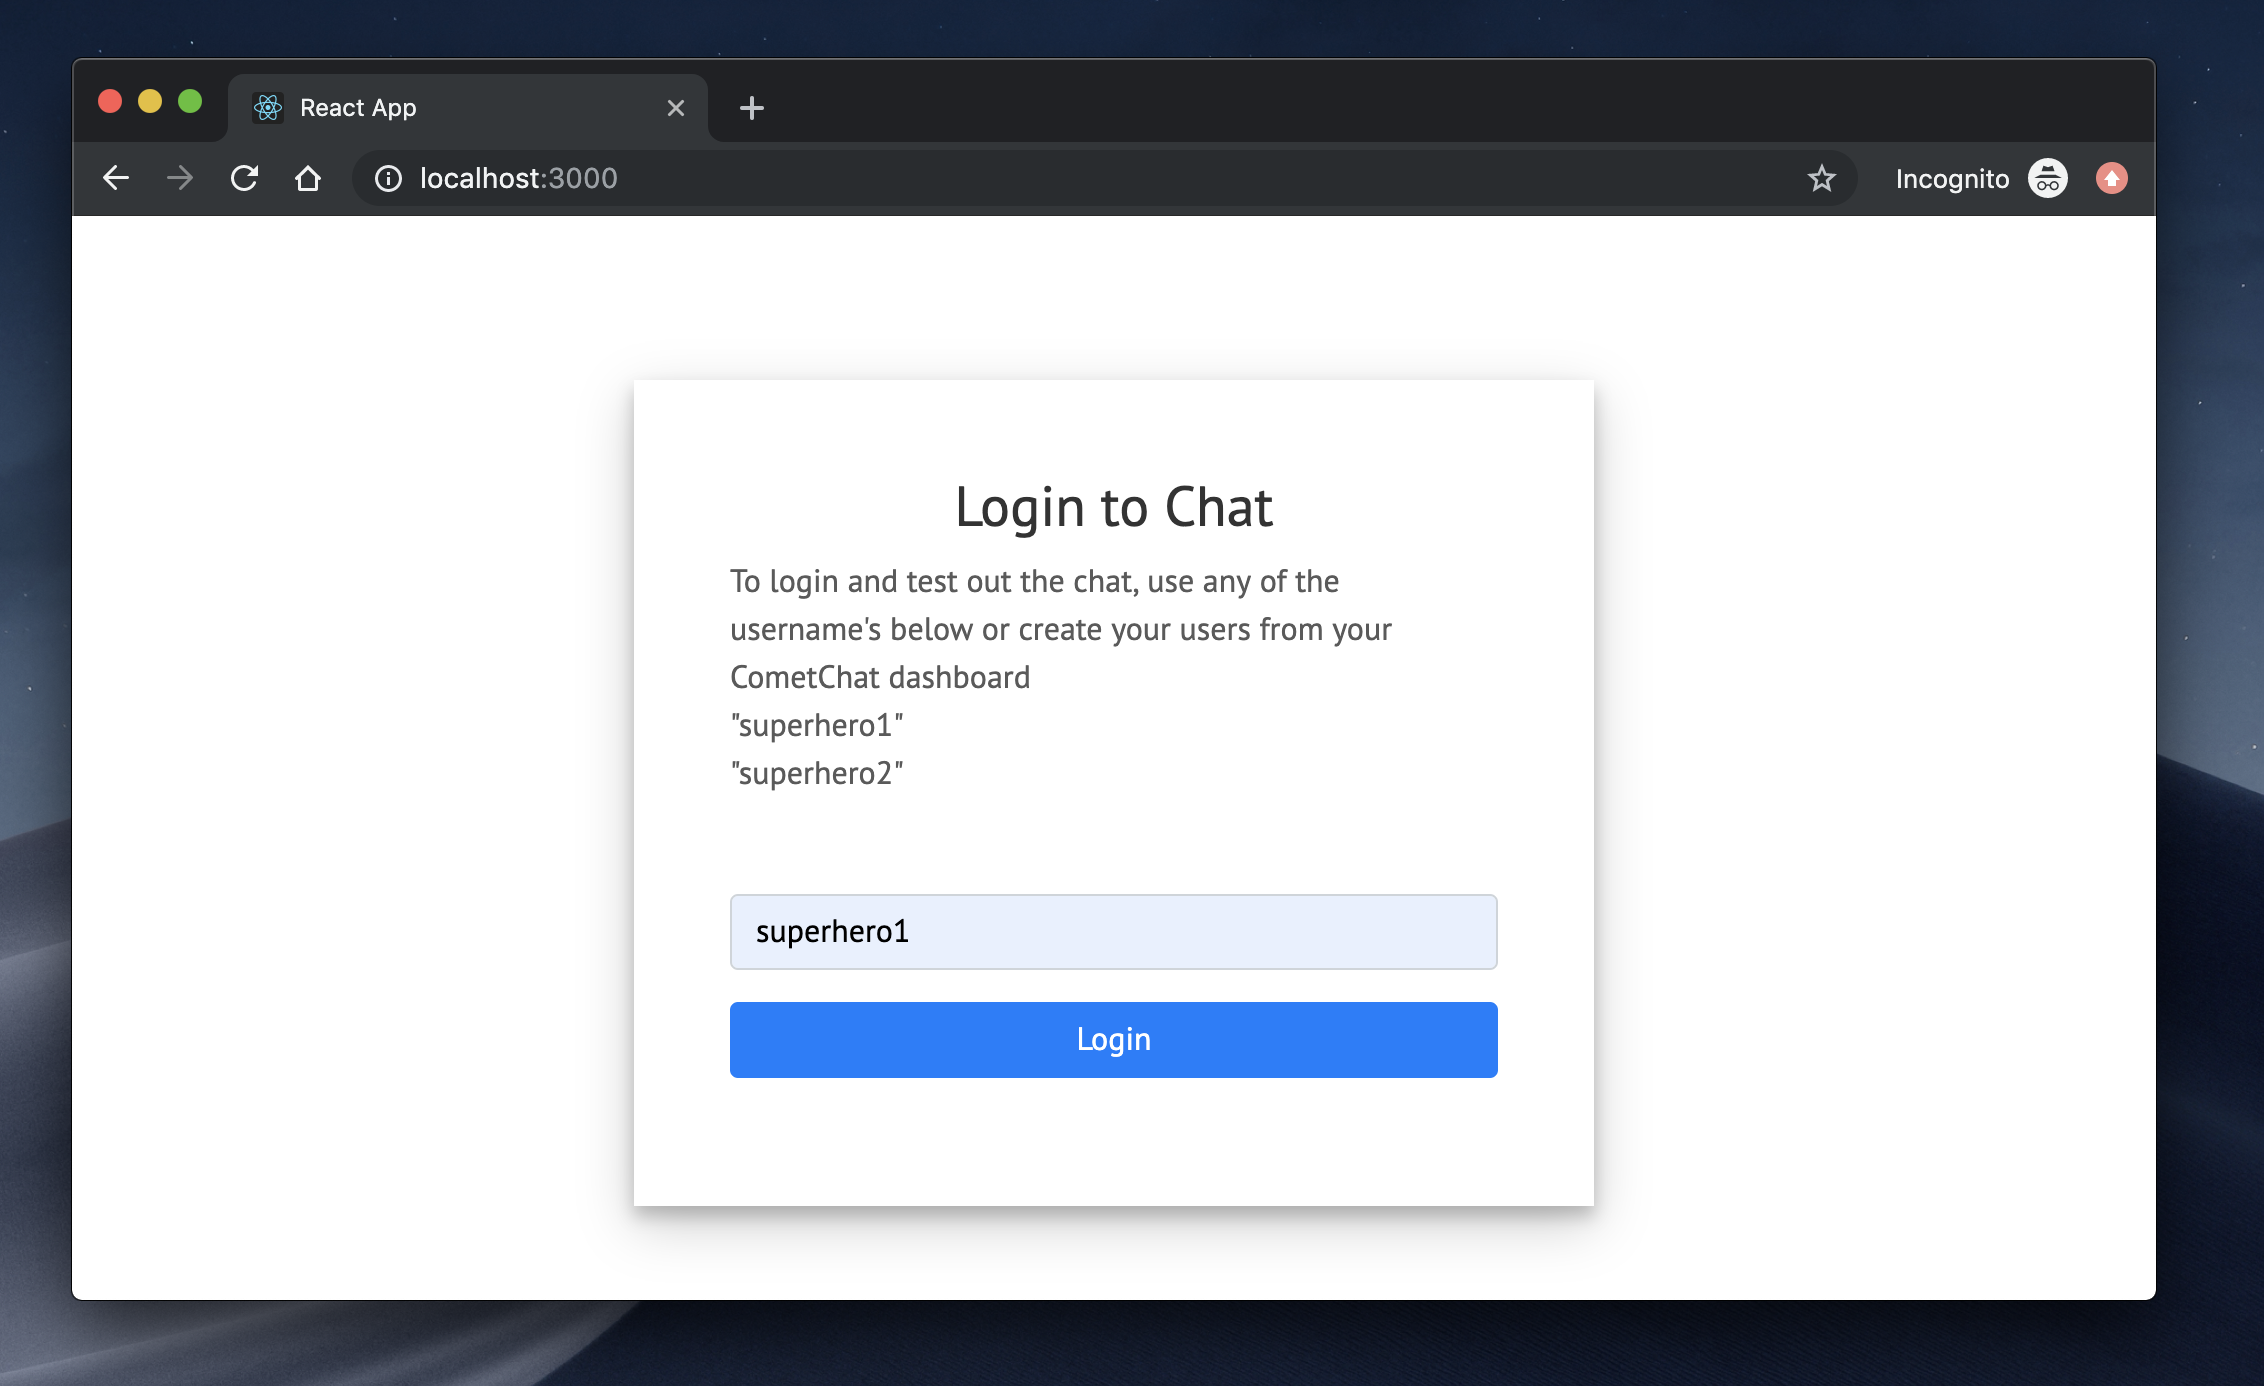 React App
localhost:3000
Incognito
Login to Chat
To login and test out the chat, use any of the
username's below or create your users from your
CometChat dashboard
"superhero1"
"superhero2"
superhero1
Login